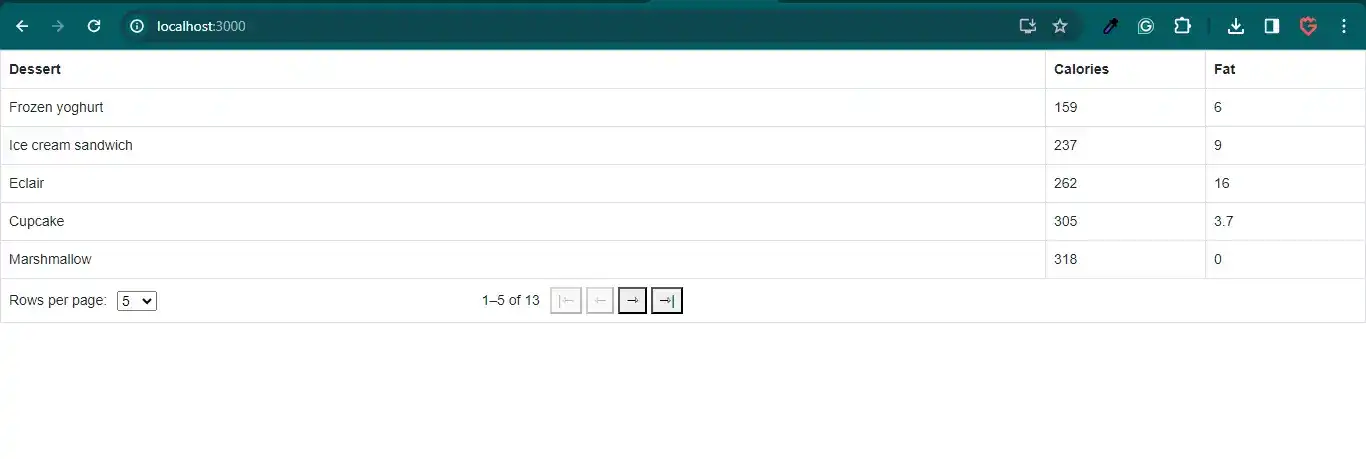 localhost:3000
Dessert Calories Fat
Frozen yoghurt 159 6
Ice cream sandwich 237 9
Eclair 262 16
Cupcake 305 3.7
Marshmallow 318 0
Rows per page: 5 1–5 of 13